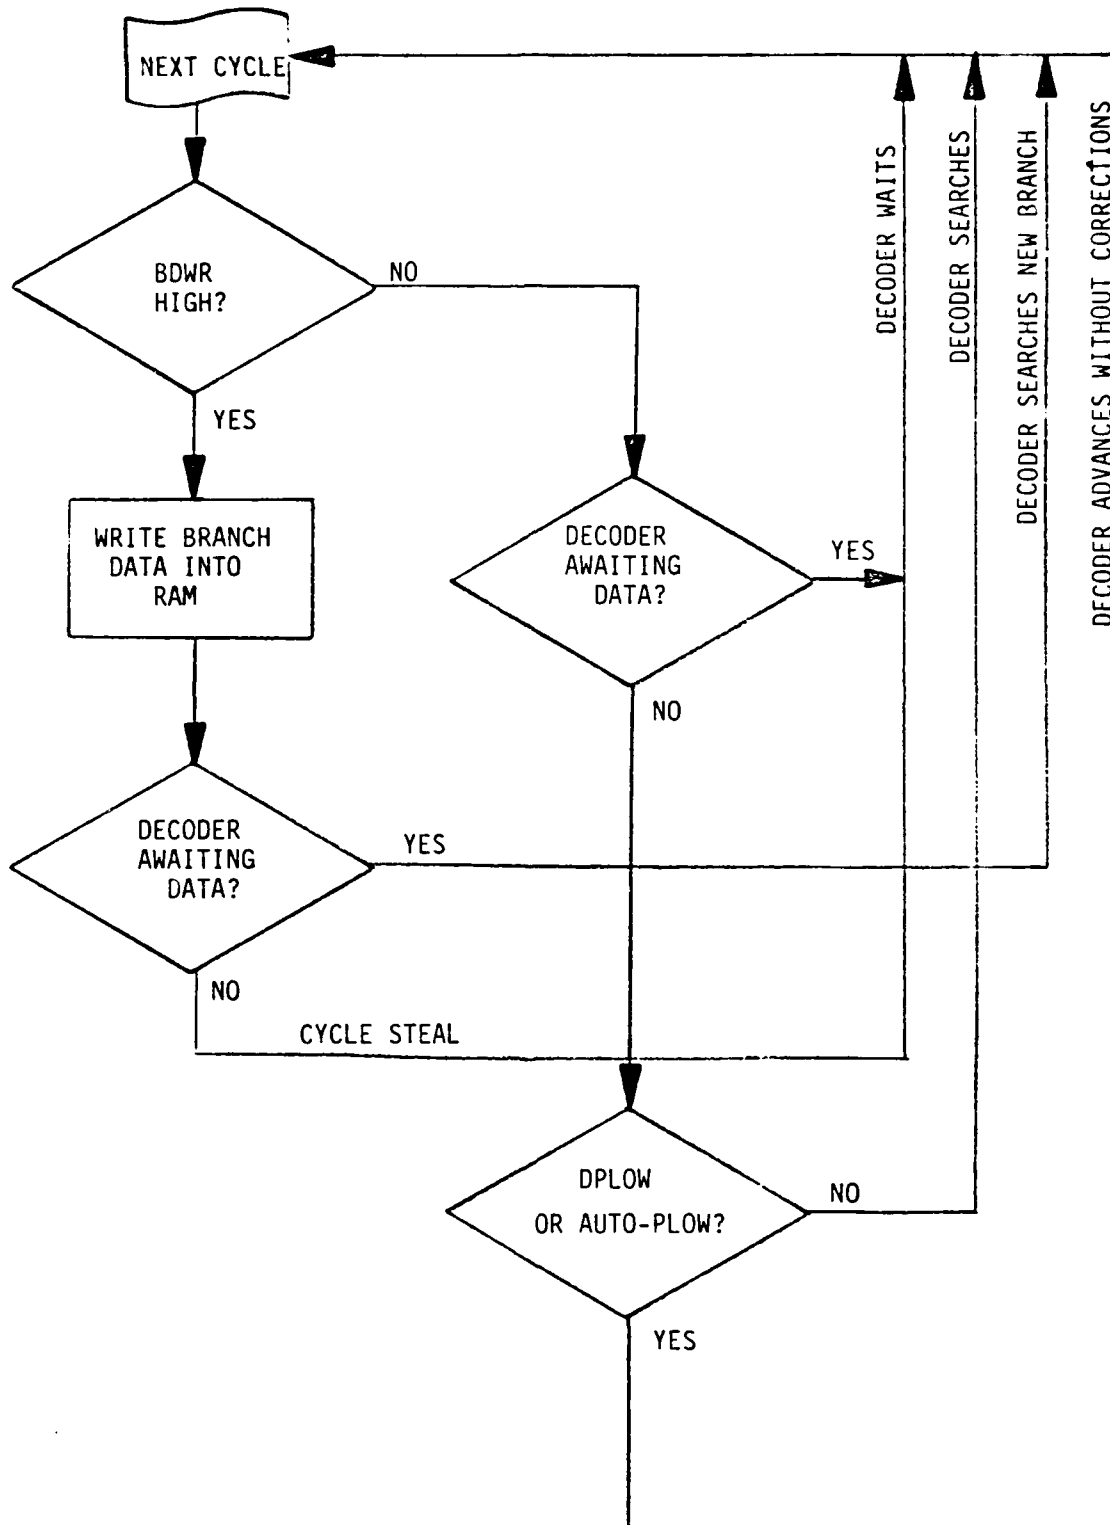 NEXT CYCLE
BDWR
HIGH?
NO
YES
WRITE BRANCH
DATA INTO
RAM
DECODER
AWAITING
DATA?
YES
NO
DECODER
AWAITING
DATA?
YES
NO
CYCLE STEAL
DPLOW
OR AUTO-PLOW?
NO
YES
DECODER WAITS
DECODER SEARCHES
DECODER SEARCHES NEW BRANCH
DECODER ADVANCES WITHOUT CORRECTIONS